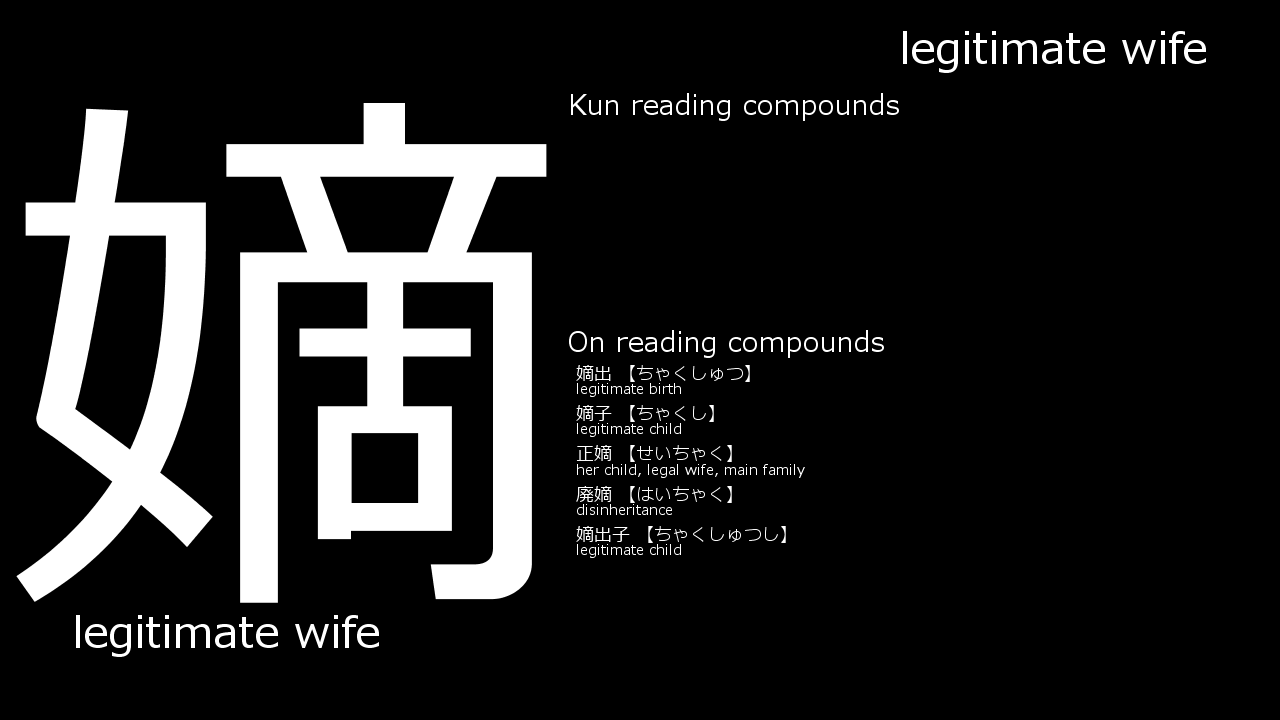 legitimate wife
嫡
legitimate wife
Kun reading compounds
On reading compounds
嫡出 【ちゃくしゅつ】
legitimate birth
嫡子 【ちゃくし】
legitimate child
正嫡 【せいちゃく】
her child, legal wife, main family
廃嫡 【はいちゃく】
disinheritance
嫡出子 【ちゃくしゅつし】
legitimate child